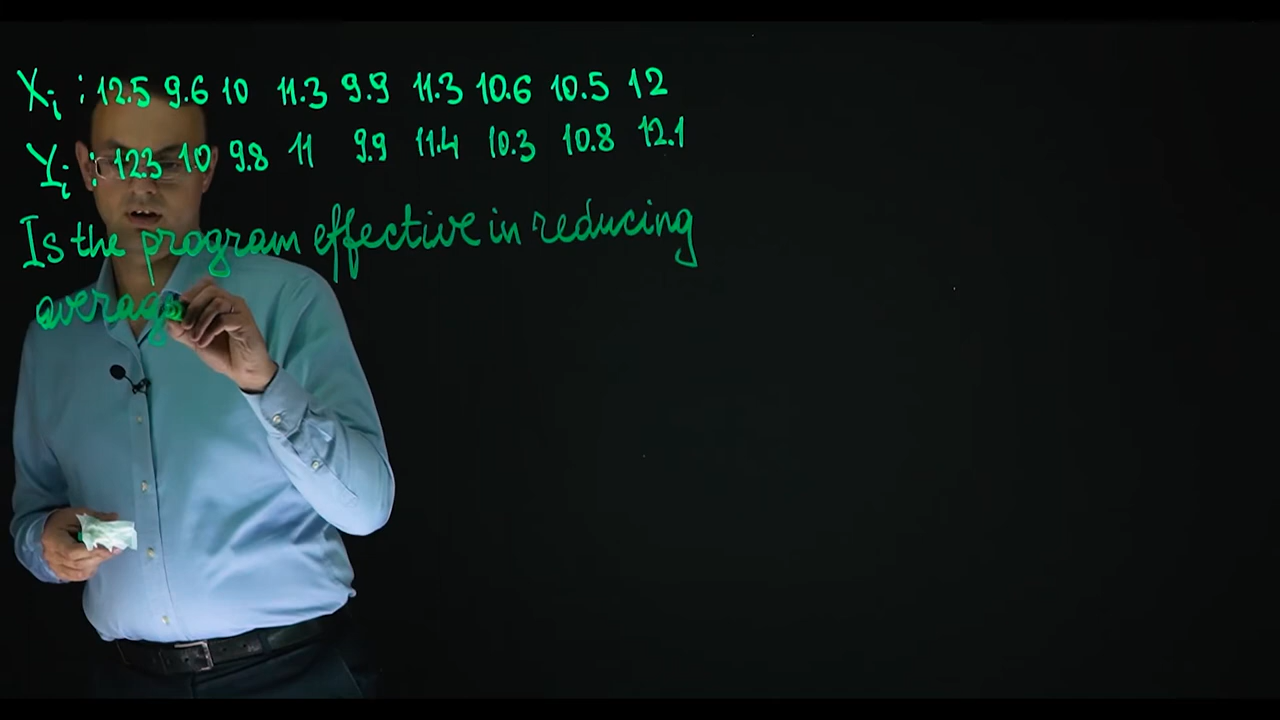 Xi : 12.5 9.6 10 11.3 9.9 11.3 10.6 10.5 12
Yi : 12.3 10 9.8 11 9.9 11.4 10.3 10.8 12.1
Is the program effective in reducing
average